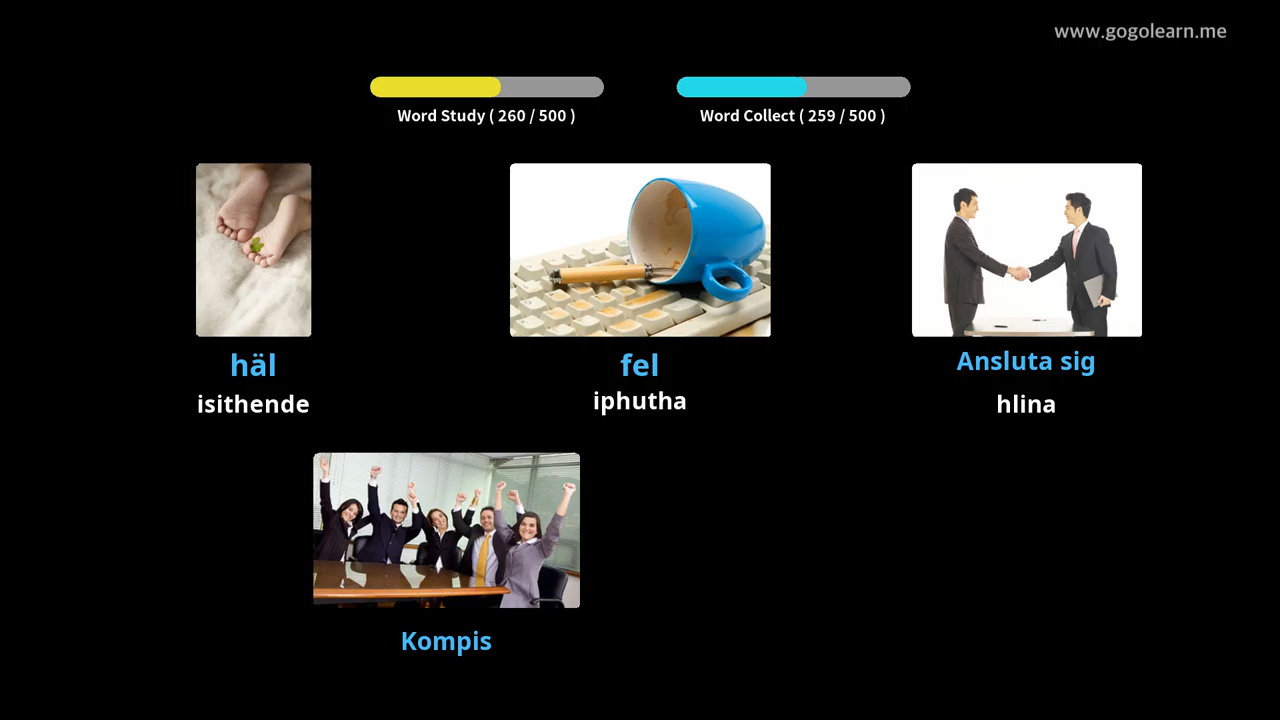 www.gogolearn.me
Word Study ( 260 / 500 )
Word Collect ( 259 / 500 )
häl
fel
Ansluta sig
isithende
iphutha
hlina
Kompis